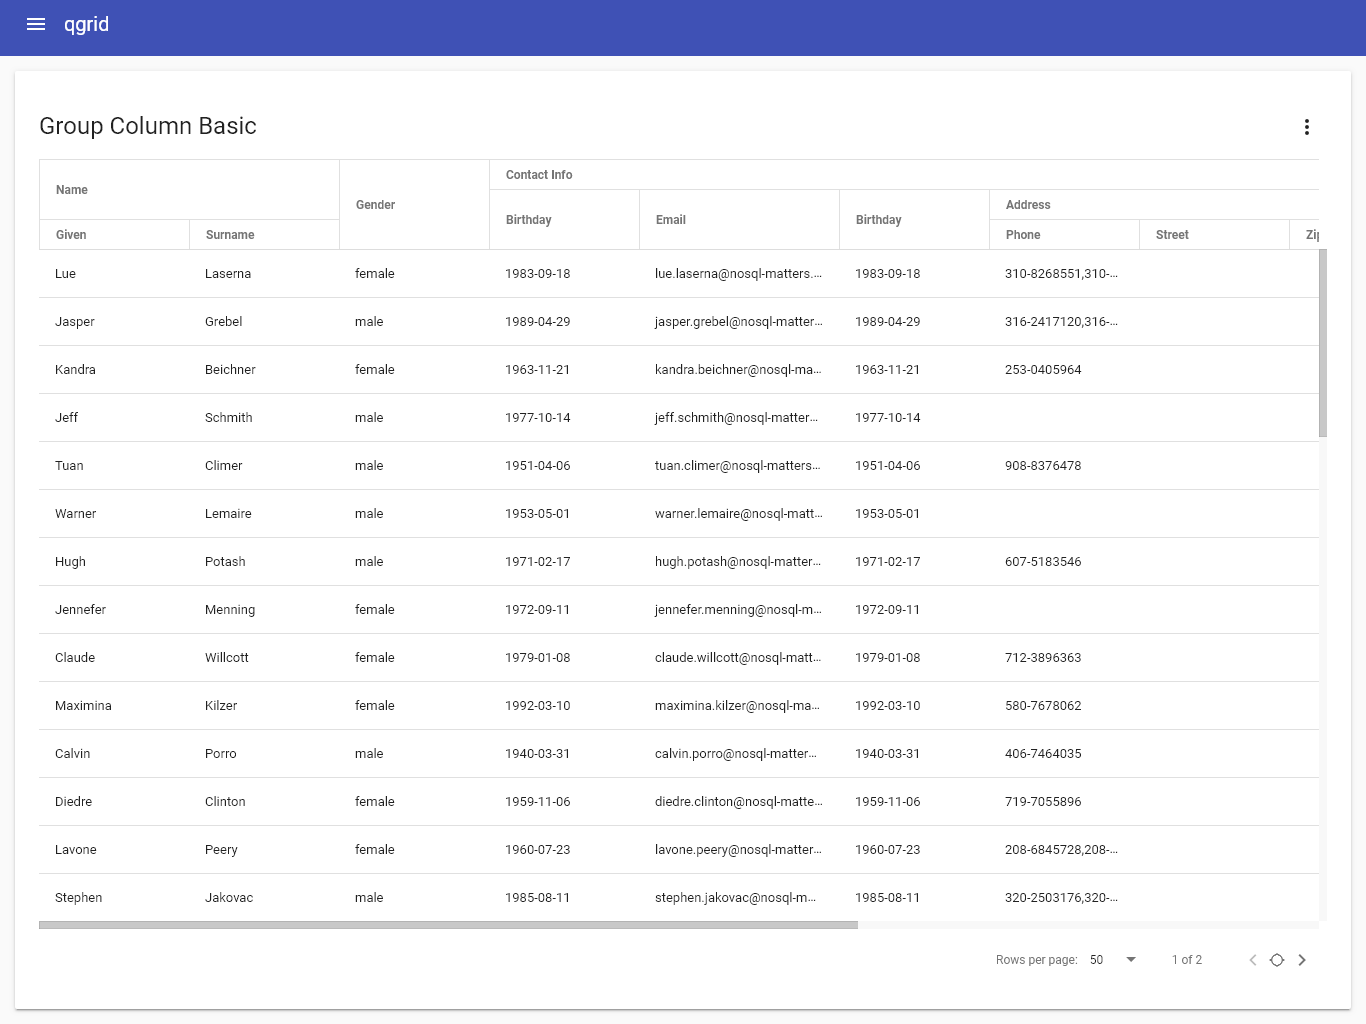 qgrid
Group Column Basic
Name Gender Contact Info
Birthday Email Birthday Address
Given Surname Phone Street Zip
Lue Laserna female 1983-09-18 lue.laserna@nosql-matters.… 1983-09-18 310-8268551,310-…
Jasper Grebel male 1989-04-29 jasper.grebel@nosql-matter… 1989-04-29 316-2417120,316-…
Kandra Beichner female 1963-11-21 kandra.beichner@nosql-ma… 1963-11-21 253-0405964
Jeff Schmith male 1977-10-14 jeff.schmith@nosql-matter… 1977-10-14
Tuan Climer male 1951-04-06 tuan.climer@nosql-matters… 1951-04-06 908-8376478
Warner Lemaire male 1953-05-01 warner.lemaire@nosql-matt… 1953-05-01
Hugh Potash male 1971-02-17 hugh.potash@nosql-matter… 1971-02-17 607-5183546
Jennefer Menning female 1972-09-11 jennefer.menning@nosql-m… 1972-09-11
Claude Willcott female 1979-01-08 claude.willcott@nosql-matt… 1979-01-08 712-3896363
Maximina Kilzer female 1992-03-10 maximina.kilzer@nosql-ma… 1992-03-10 580-7678062
Calvin Porro male 1940-03-31 calvin.porro@nosql-matter… 1940-03-31 406-7464035
Diedre Clinton female 1959-11-06 diedre.clinton@nosql-matte… 1959-11-06 719-7055896
Lavone Peery female 1960-07-23 lavone.peery@nosql-matter… 1960-07-23 208-6845728,208-…
Stephen Jakovac male 1985-08-11 stephen.jakovac@nosql-m… 1985-08-11 320-2503176,320-…
Rows per page: 50 1 of 2